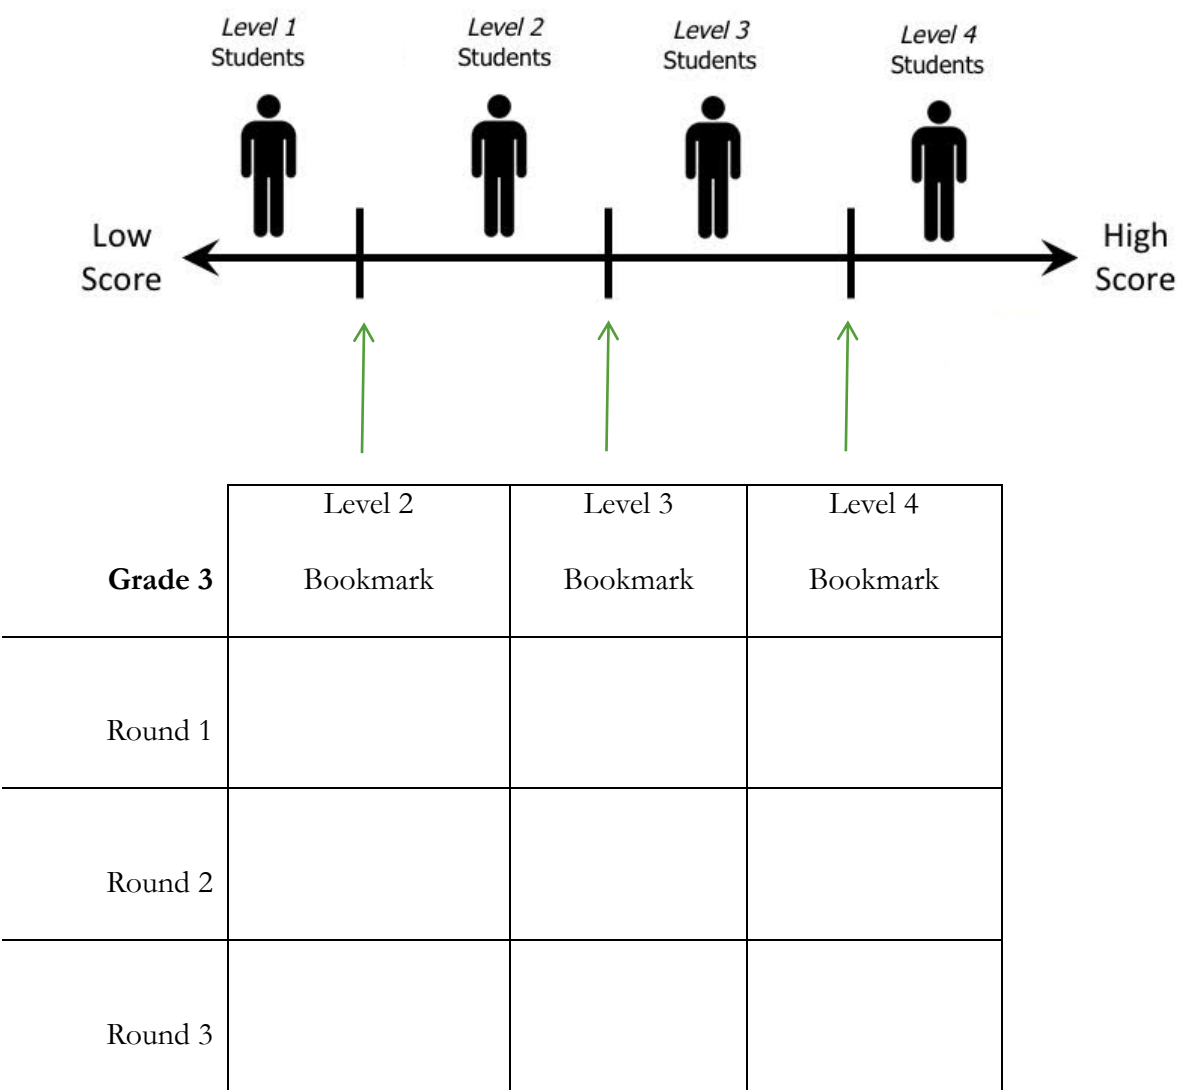 Level 1
Students
Level 2
Students
Level 3
Students
Level 4
Students
Low
Score
High
Score
Grade 3
Level 2
Bookmark
Level 3
Bookmark
Level 4
Bookmark
Round 1
Round 2
Round 3